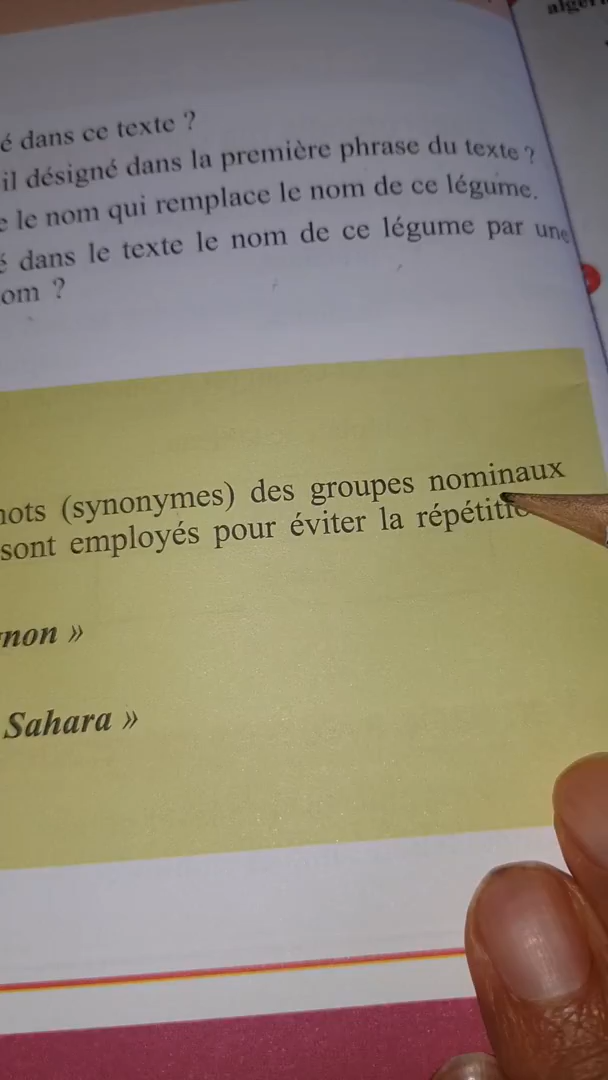 é dans ce texte ?
il désigné dans la première phrase du texte ?
e le nom qui remplace le nom de ce légume.
é dans le texte le nom de ce légume par une
om ?
nots (synonymes) des groupes nominaux
sont employés pour éviter la
non »
Sahara »